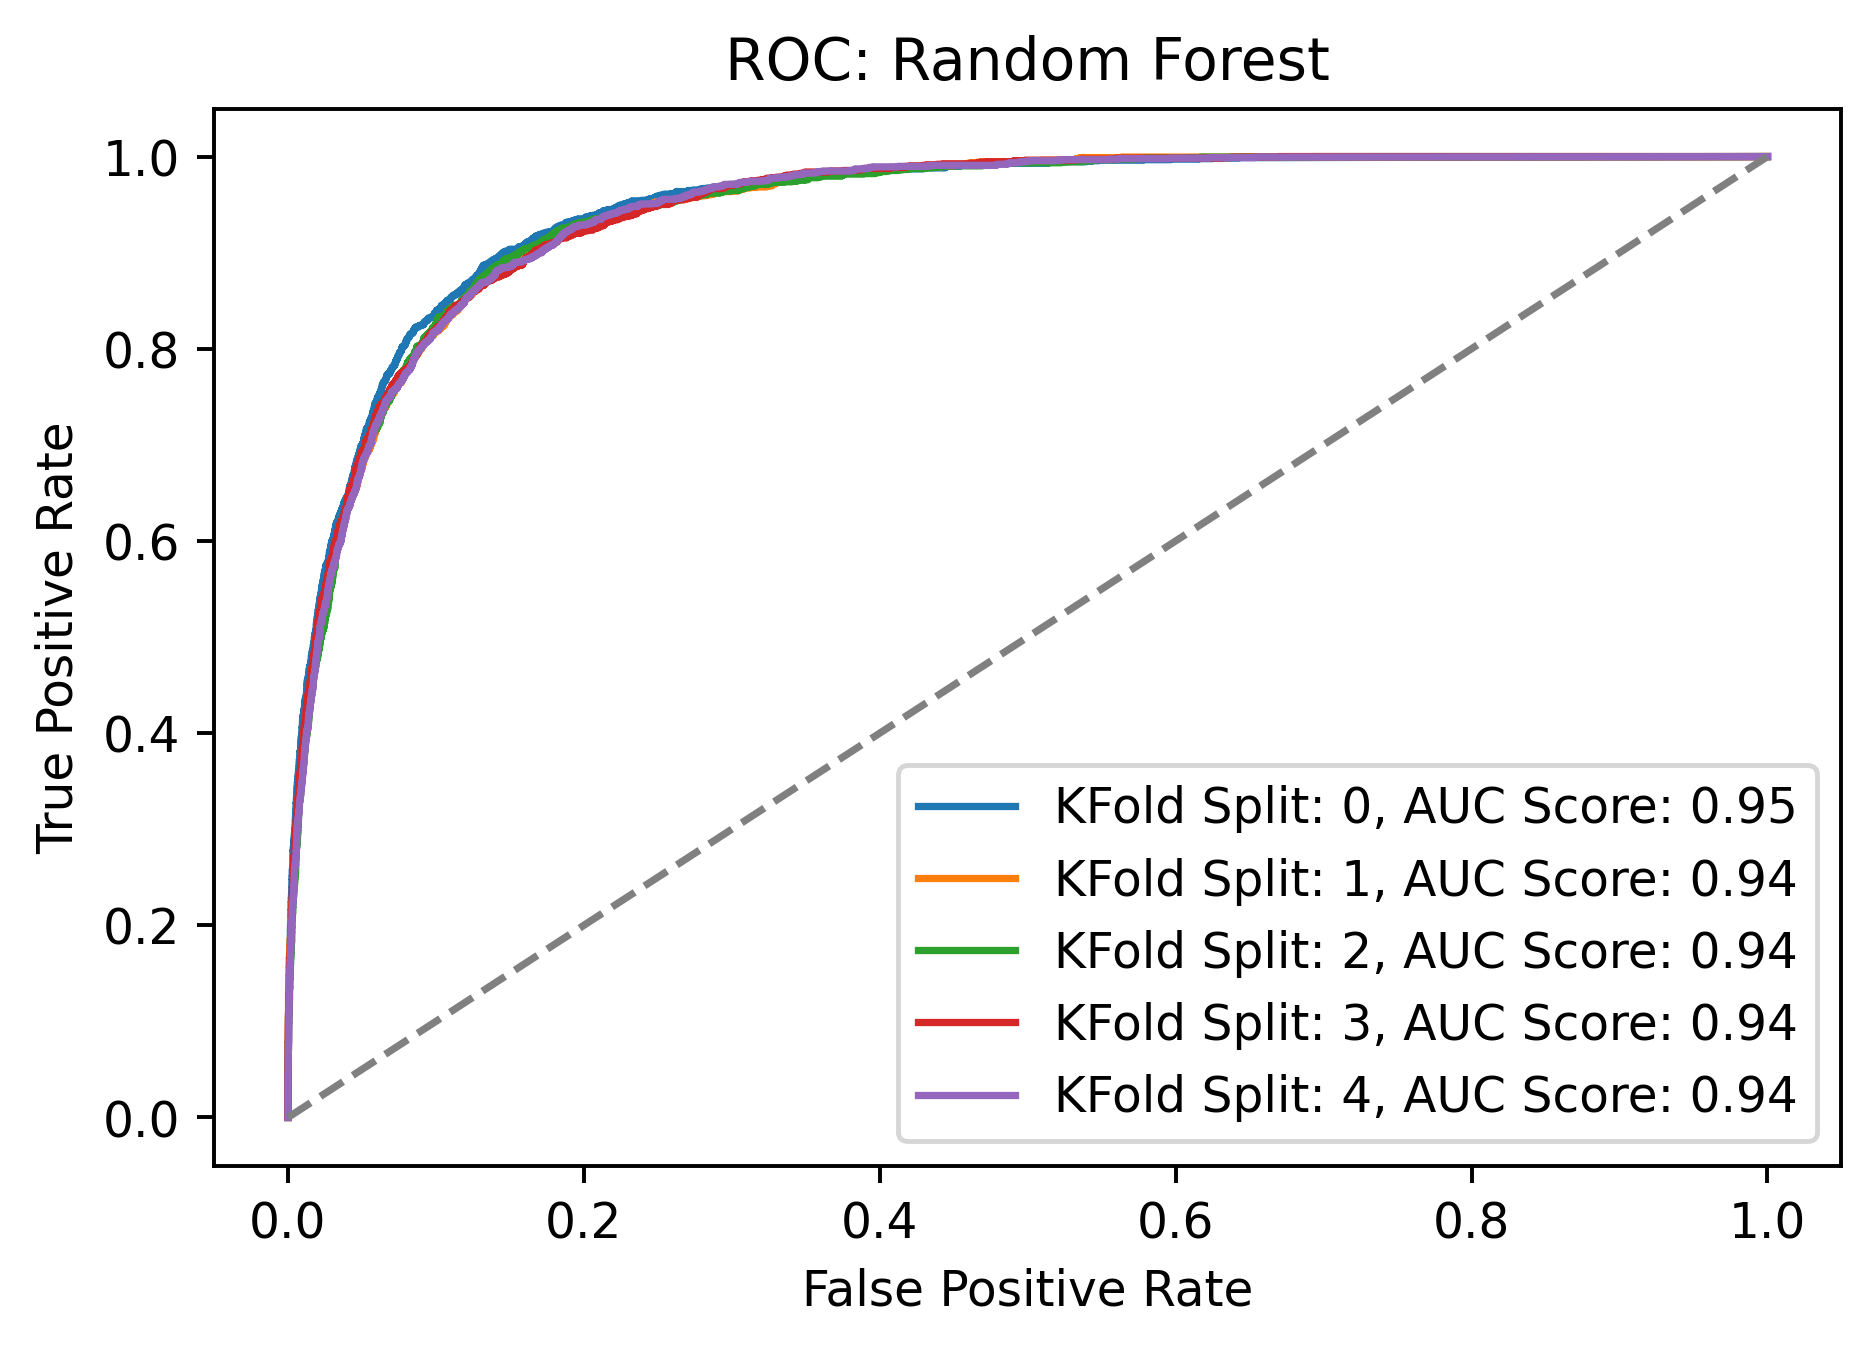 ROC: Random Forest
True Positive Rate
1.0
0.8
0.6
0.4
0.2
0.0
KFold Split: 0, AUC Score: 0.95
KFold Split: 1, AUC Score: 0.94
KFold Split: 2, AUC Score: 0.94
KFold Split: 3, AUC Score: 0.94
KFold Split: 4, AUC Score: 0.94
0.0 0.2 0.4 0.6 0.8 1.0
False Positive Rate